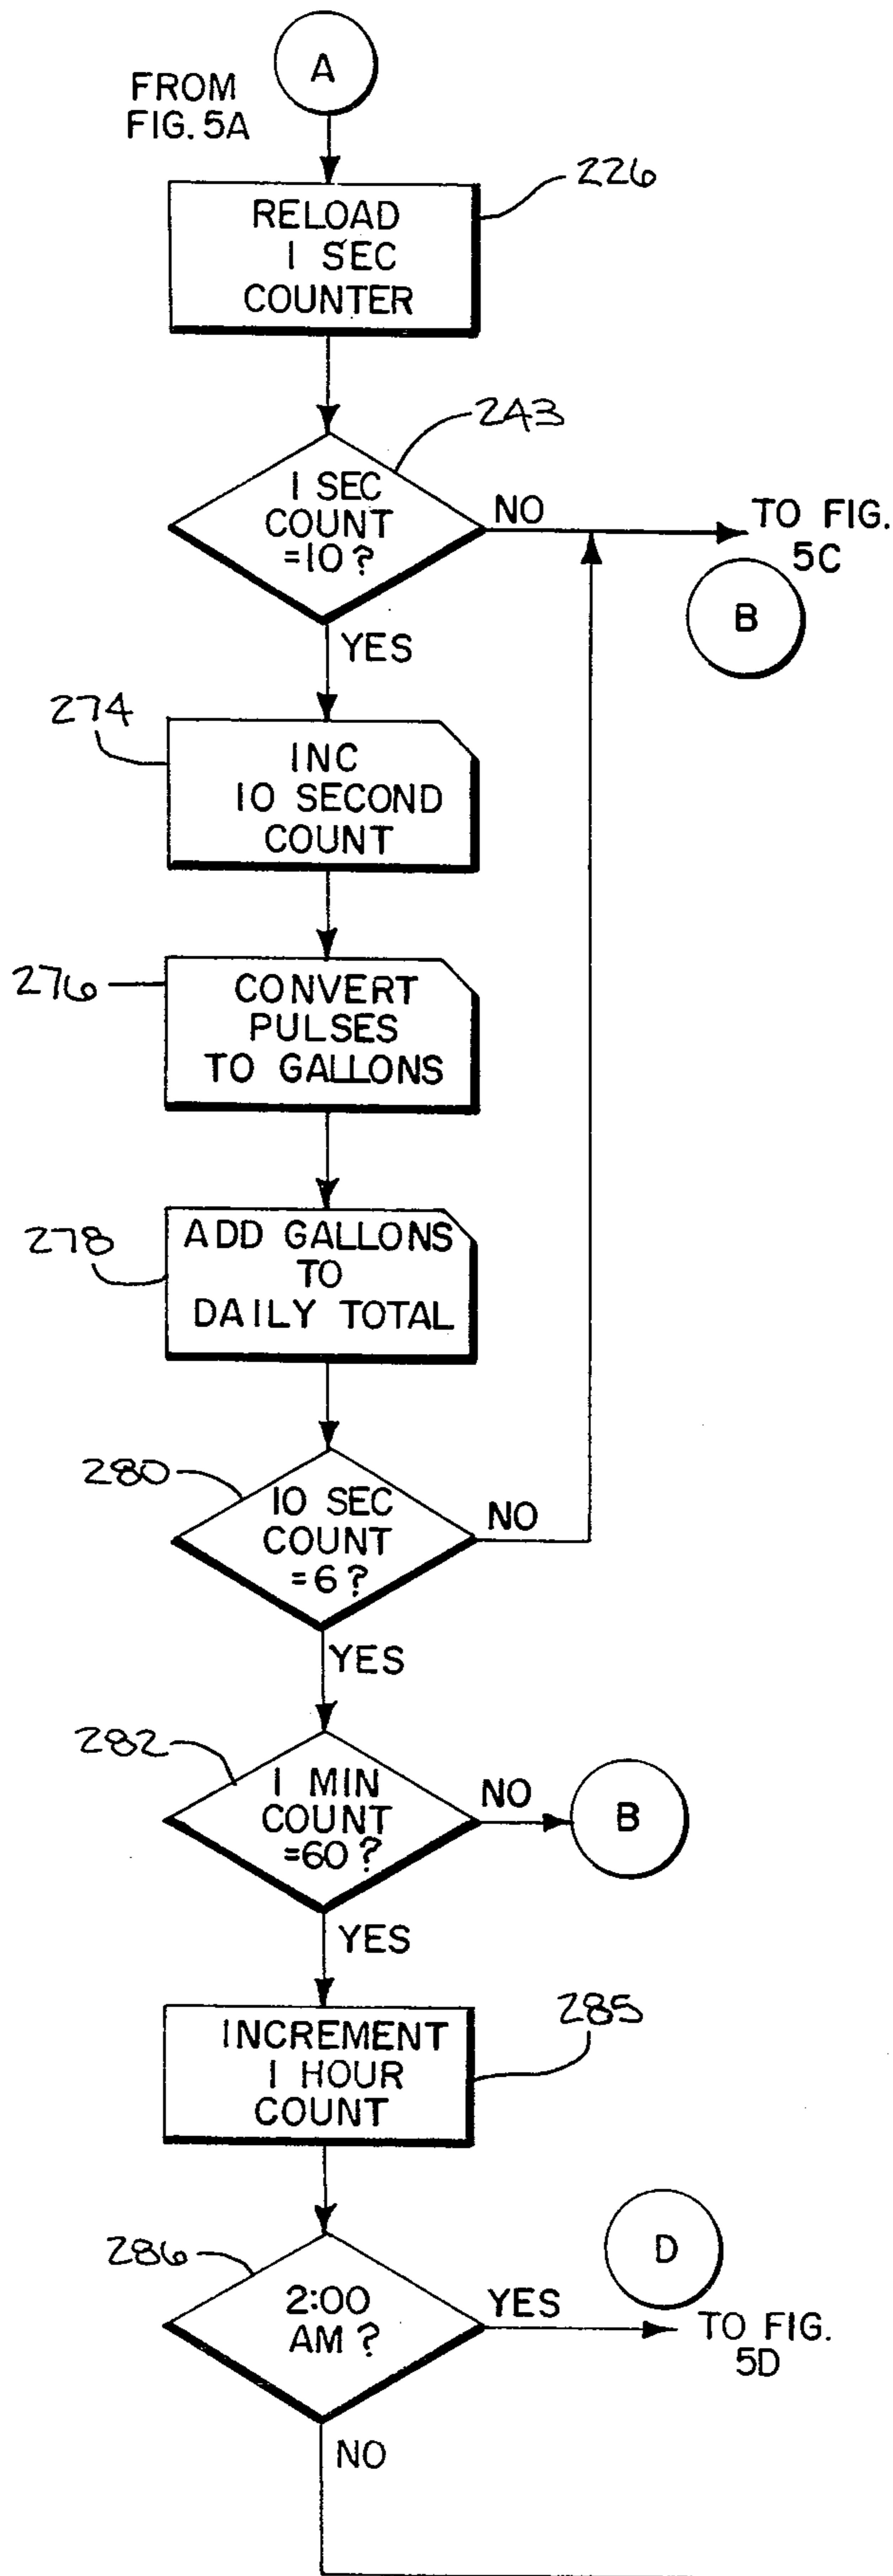 A
FROM
FIG. 5A
226
RELOAD
1 SEC
COUNTER
243
1 SEC
COUNT
=10?
NO
TO FIG.
5C
B
YES
274
INC
10 SECOND
COUNT
276
CONVERT
PULSES
TO GALLONS
278
ADD GALLONS
TO
DAILY TOTAL
280
10 SEC
COUNT
=6?
NO
YES
282
1 MIN
COUNT
=60?
NO
B
YES
285
INCREMENT
1 HOUR
COUNT
286
2:00
AM?
YES
D
TO FIG.
5D
NO